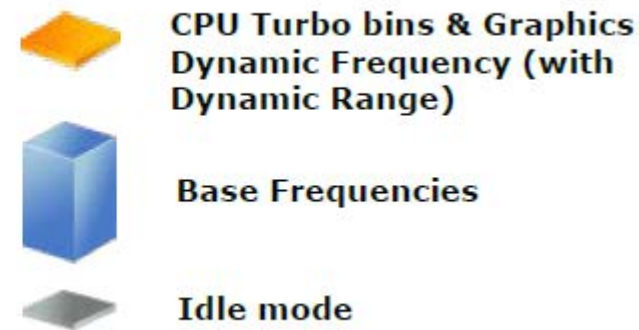 CPU Turbo bins & Graphics
Dynamic Frequency (with
Dynamic Range)
Base Frequencies
Idle mode